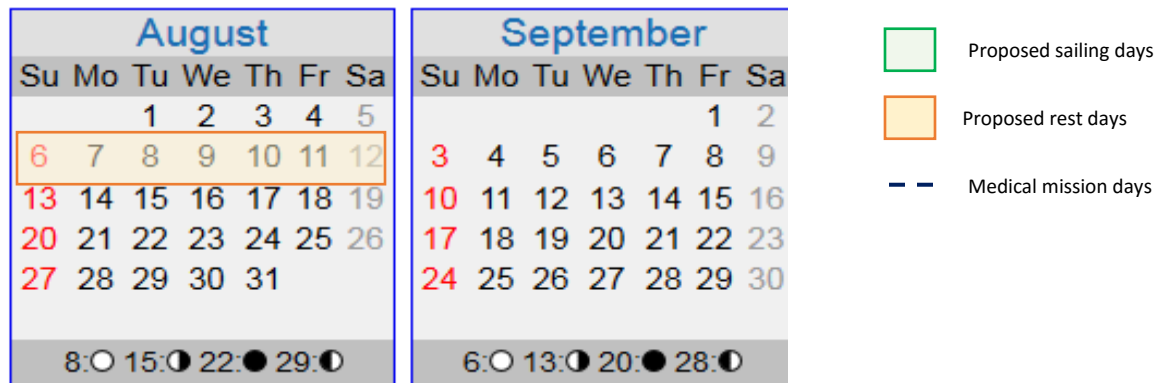 August
Su Mo Tu We Th Fr Sa
1 2 3 4 5
6 7 8 9 10 11 12
13 14 15 16 17 18 19
20 21 22 23 24 25 26
27 28 29 30 31
8:○ 15:◑ 22:● 29:◐
September
Su Mo Tu We Th Fr Sa
1 2
3 4 5 6 7 8 9
10 11 12 13 14 15 16
17 18 19 20 21 22 23
24 25 26 27 28 29 30
6:○ 13:◑ 20:● 28:◐
Proposed sailing days
Proposed rest days
Medical mission days